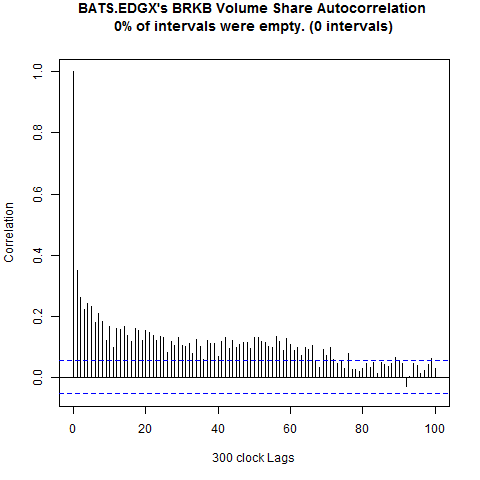 BATS.EDGX's BRKB Volume Share Autocorrelation
0% of intervals were empty. (0 intervals)
1.0
0.8
0.6
0.4
0.2
0.0
Correlation
0 20 40 60 80 100
300 clock Lags